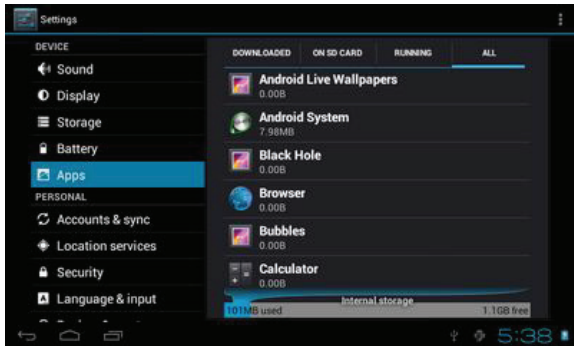 Settings
DEVICE
Sound
Display
Storage
Battery
Apps
PERSONAL
Accounts & sync
Location services
Security
Language & input
DOWNLOADED ON SD CARD RUNNING ALL
Android Live Wallpapers
0.00B
Android System
7.98MB
Black Hole
0.00B
Browser
0.00B
Bubbles
0.00B
Calculator
0.00B
Internal storage
101MB used 1.1GB free
5:38